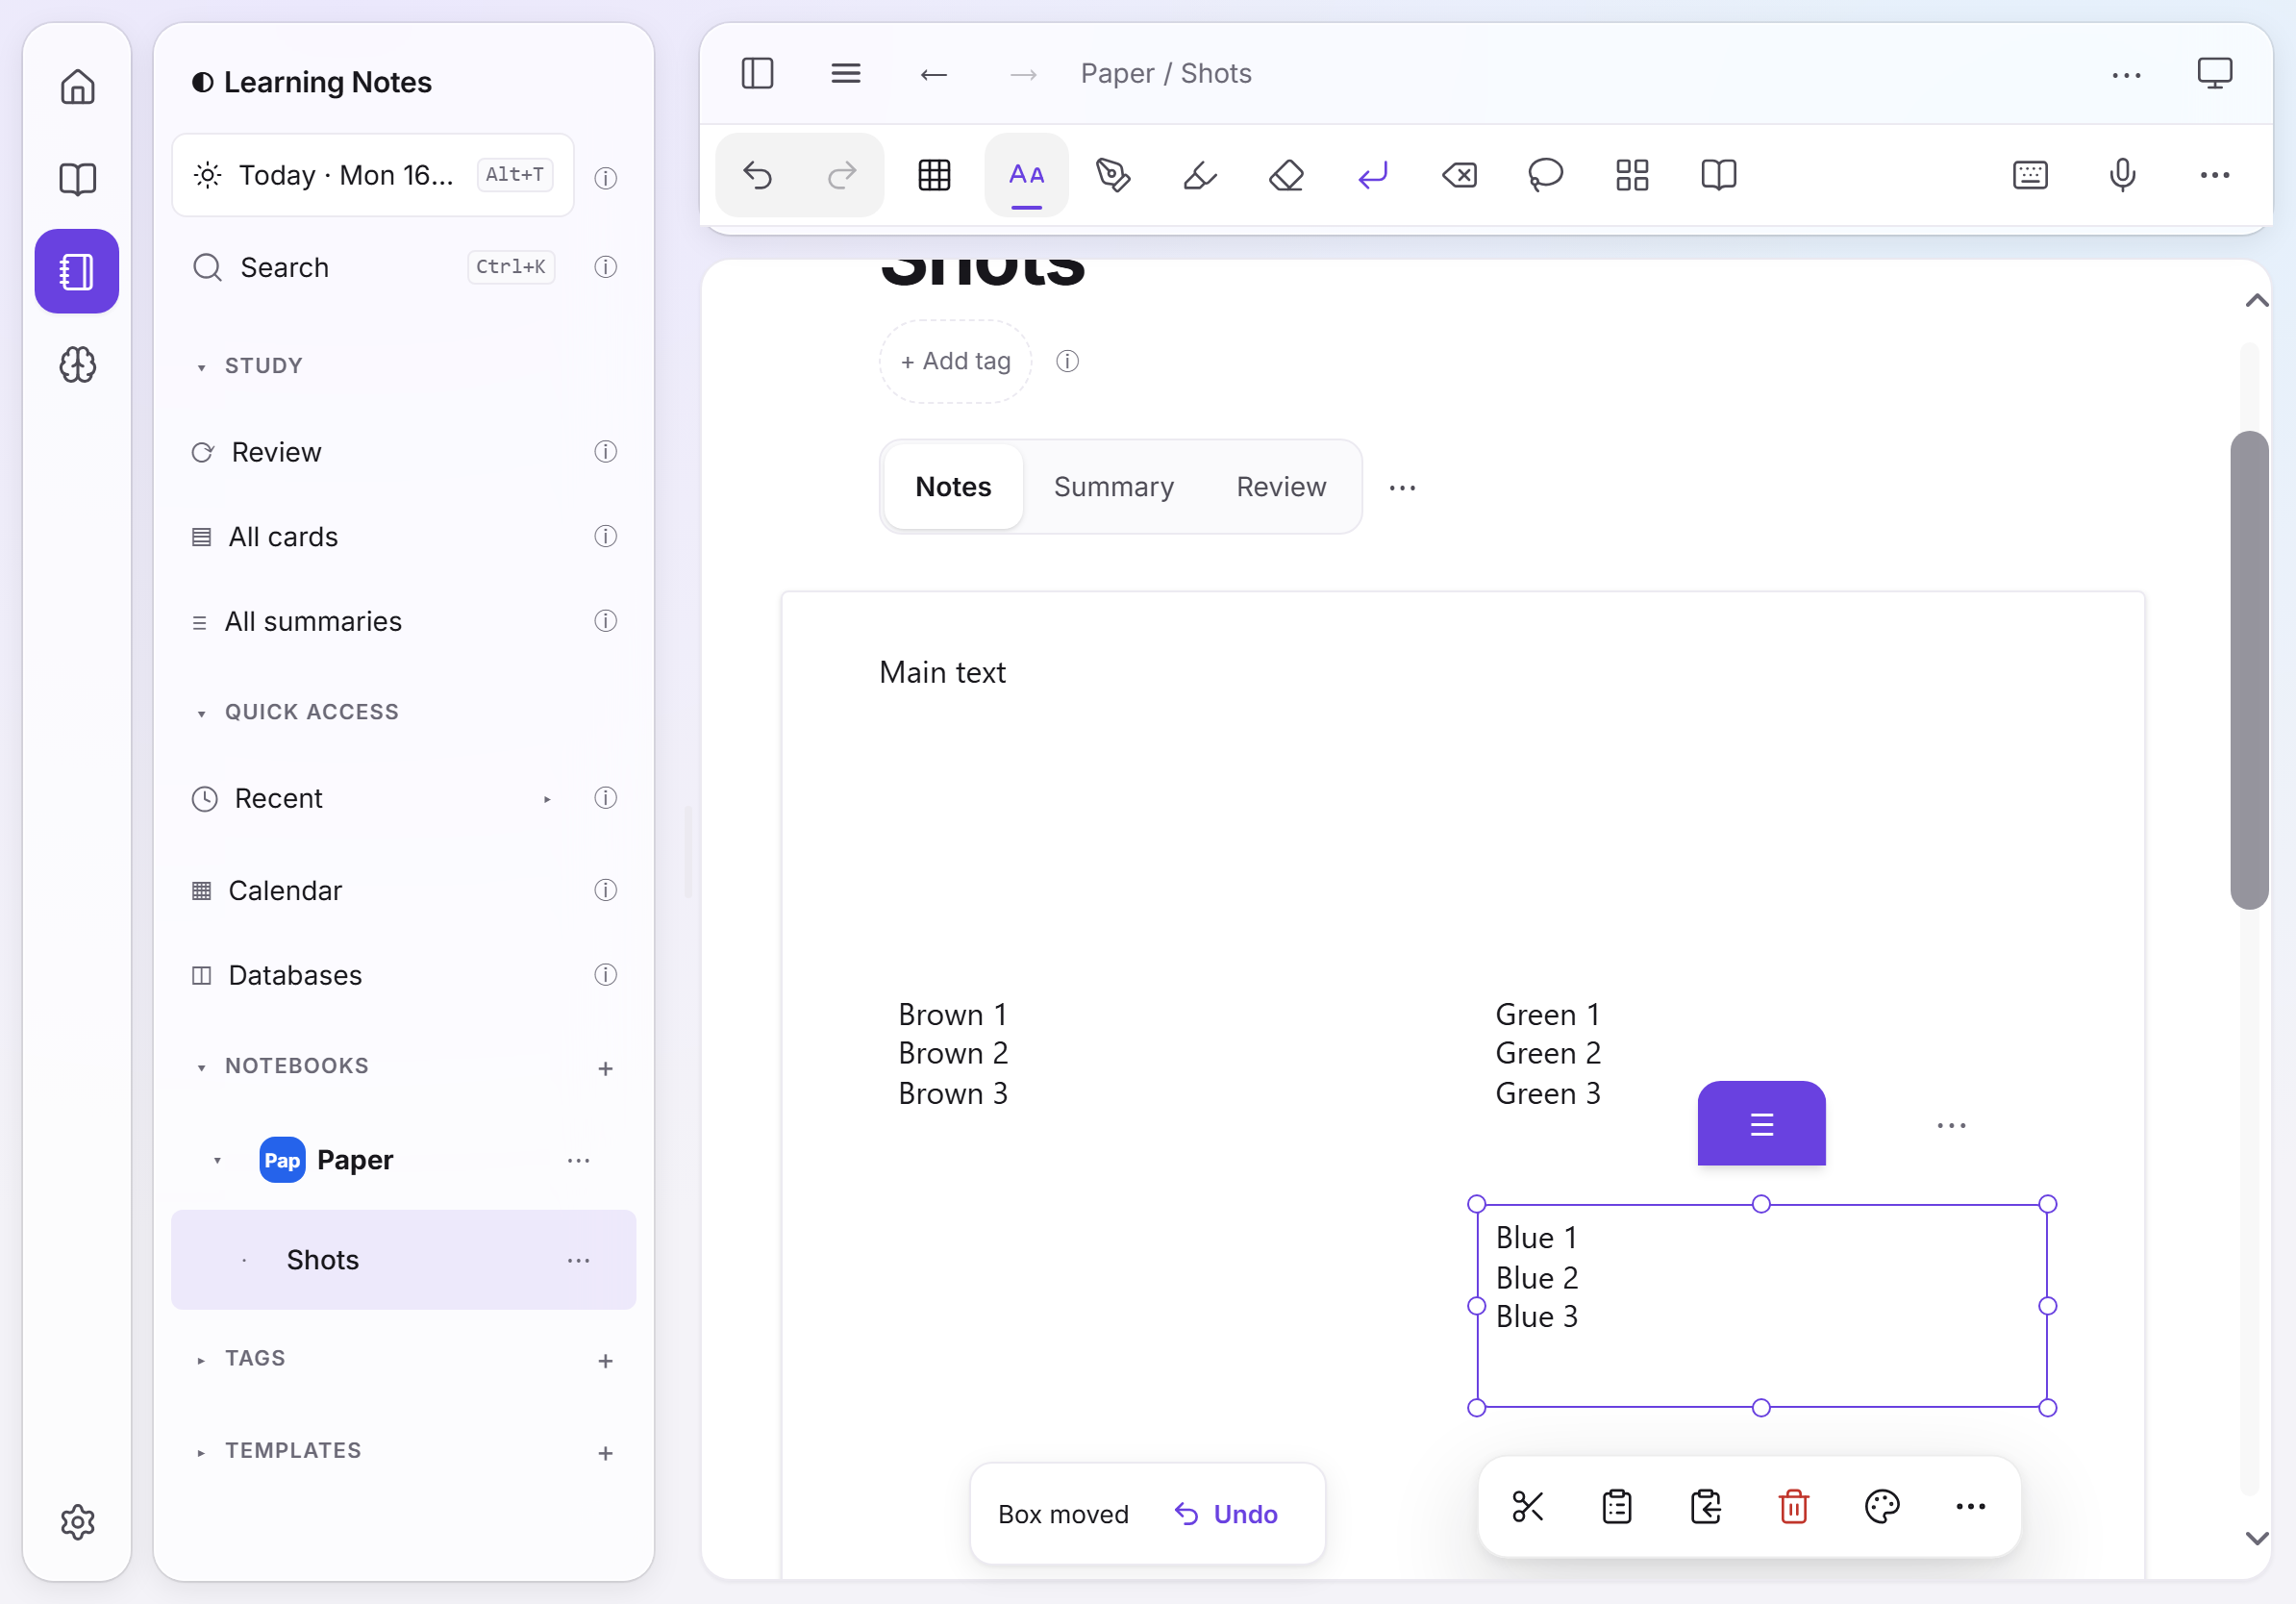 Learning Notes
Today · Mon 16... Alt+T
Search Ctrl+K
STUDY
Review
All cards
All summaries
QUICK ACCESS
Recent
Calendar
Databases
NOTEBOOKS
Pap Paper
Shots
TAGS
TEMPLATES
Paper / Shots
Shots
+ Add tag
Notes Summary Review
Main text
Brown 1
Brown 2
Brown 3
Green 1
Green 2
Green 3
Blue 1
Blue 2
Blue 3
Box moved Undo